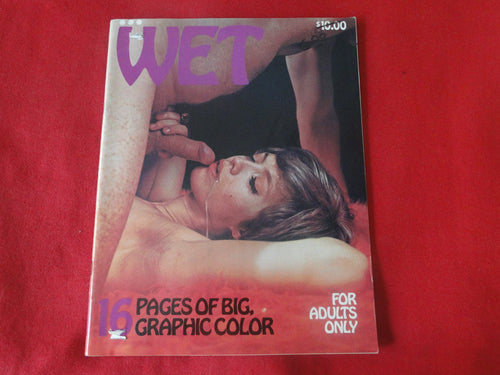 $10.00
WET
16 PAGES OF BIG,
GRAPHIC COLOR
FOR
ADULTS
ONLY